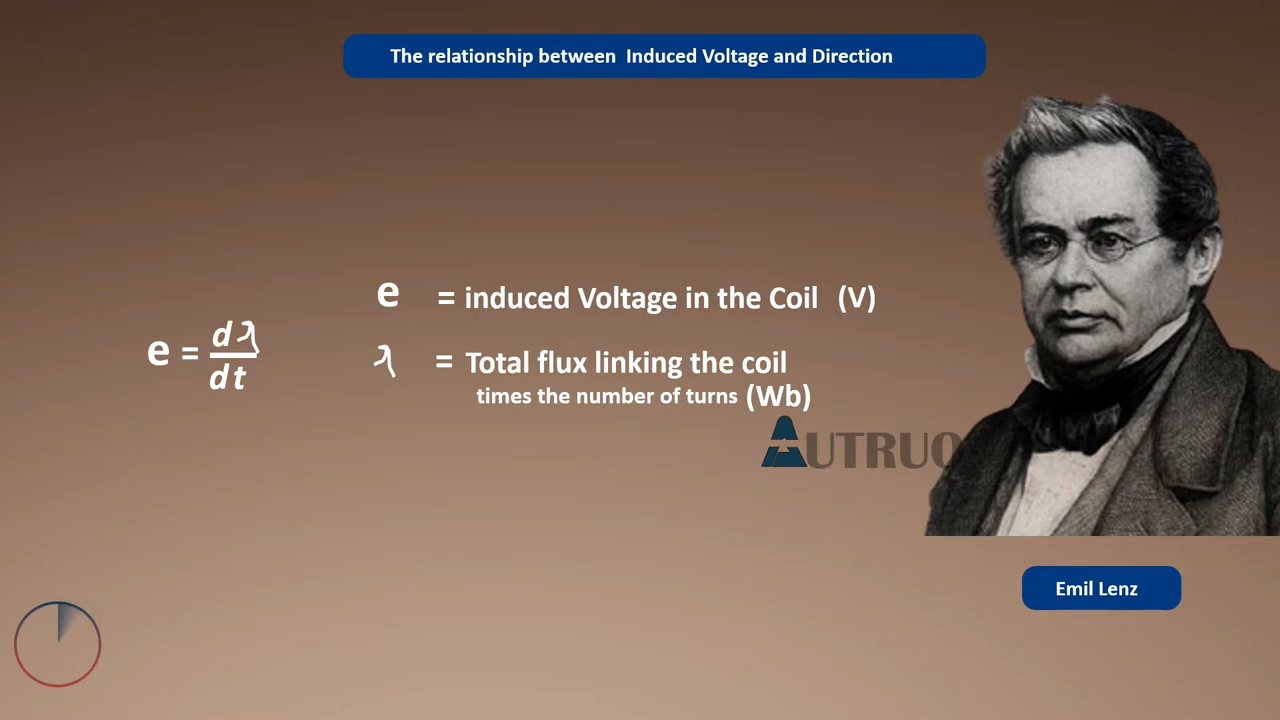 The relationship between Induced Voltage and Direction
e = induced Voltage in the Coil (V)
e = dλ/dt
λ = Total flux linking the coil
times the number of turns (Wb)
AUTRUO
Emil Lenz